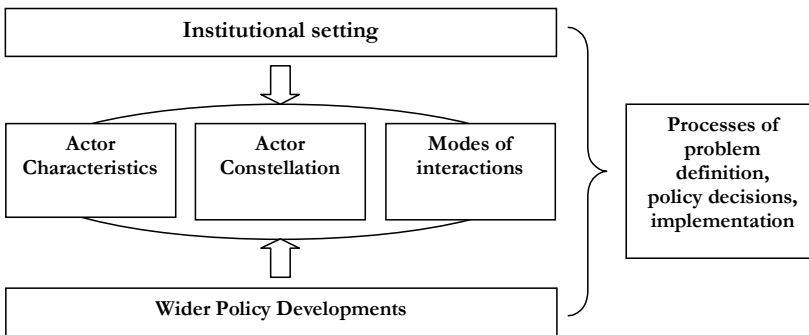 Institutional setting
Actor
Characteristics
Actor
Constellation
Modes of
interactions
Processes of
problem
definition,
policy decisions,
implementation
Wider Policy Developments